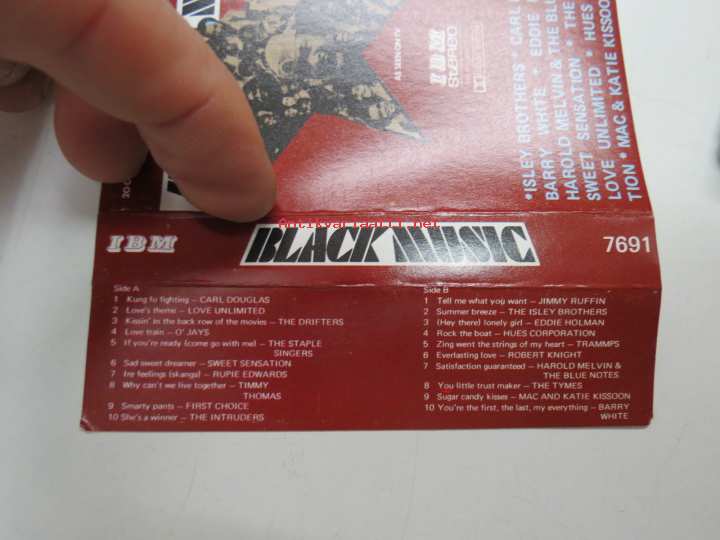 AS SEEN ON TV
IBM
Stereo
*ISLEY BROTHERS * CARL
BARRY WHITE * EDDIE
HAROLD MELVIN & THE BLU
SWEET SENSATION * THE
LOVE UNLIMITED * HUES
TION * MAC & KATIE KISSOO
20
antikvariaatti.net
IBM
BLACK MUSIC
7691
Side A
1 Kung fu fighting – CARL DOUGLAS
2 Love's theme – LOVE UNLIMITED
3 Kissin' in the back row of the movies – THE DRIFTERS
4 Love train – O' JAYS
5 If you're ready (come go with me) – THE STAPLE
SINGERS
6 Sad sweet dreamer – SWEET SENSATION
7 Ire feelings (skanga) – RUPIE EDWARDS
8 Why can't we live together – TIMMY
THOMAS
9 Smarty pants – FIRST CHOICE
10 She's a winner – THE INTRUDERS
Side B
1 Tell me what you want – JIMMY RUFFIN
2 Summer breeze – THE ISLEY BROTHERS
3 (Hey there) lonely girl – EDDIE HOLMAN
4 Rock the boat – HUES CORPORATION
5 Zing went the strings of my heart – TRAMMPS
6 Everlasting love – ROBERT KNIGHT
7 Satisfaction guaranteed – HAROLD MELVIN &
THE BLUE NOTES
8 You little trust maker – THE TYMES
9 Sugar candy kisses – MAC AND KATIE KISSOON
10 You're the first, the last, my everything – BARRY
WHITE